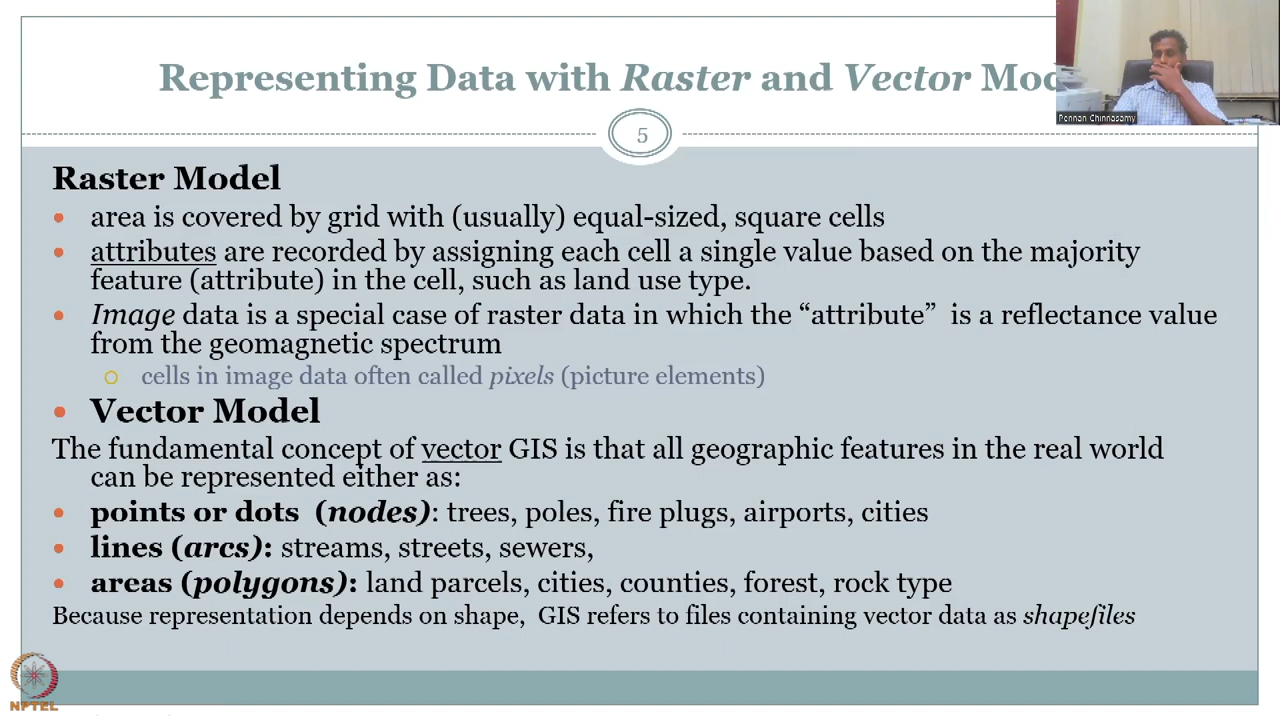 Representing Data with Raster and Vector Mod
Pennan Chinnasamy
5
Raster Model
• area is covered by grid with (usually) equal-sized, square cells
• attributes are recorded by assigning each cell a single value based on the majority
feature (attribute) in the cell, such as land use type.
• Image data is a special case of raster data in which the “attribute” is a reflectance value
from the geomagnetic spectrum
cells in image data often called pixels (picture elements)
• Vector Model
The fundamental concept of vector GIS is that all geographic features in the real world
can be represented either as:
• points or dots (nodes): trees, poles, fire plugs, airports, cities
• lines (arcs): streams, streets, sewers,
• areas (polygons): land parcels, cities, counties, forest, rock type
Because representation depends on shape, GIS refers to files containing vector data as shapefiles
NPTEL